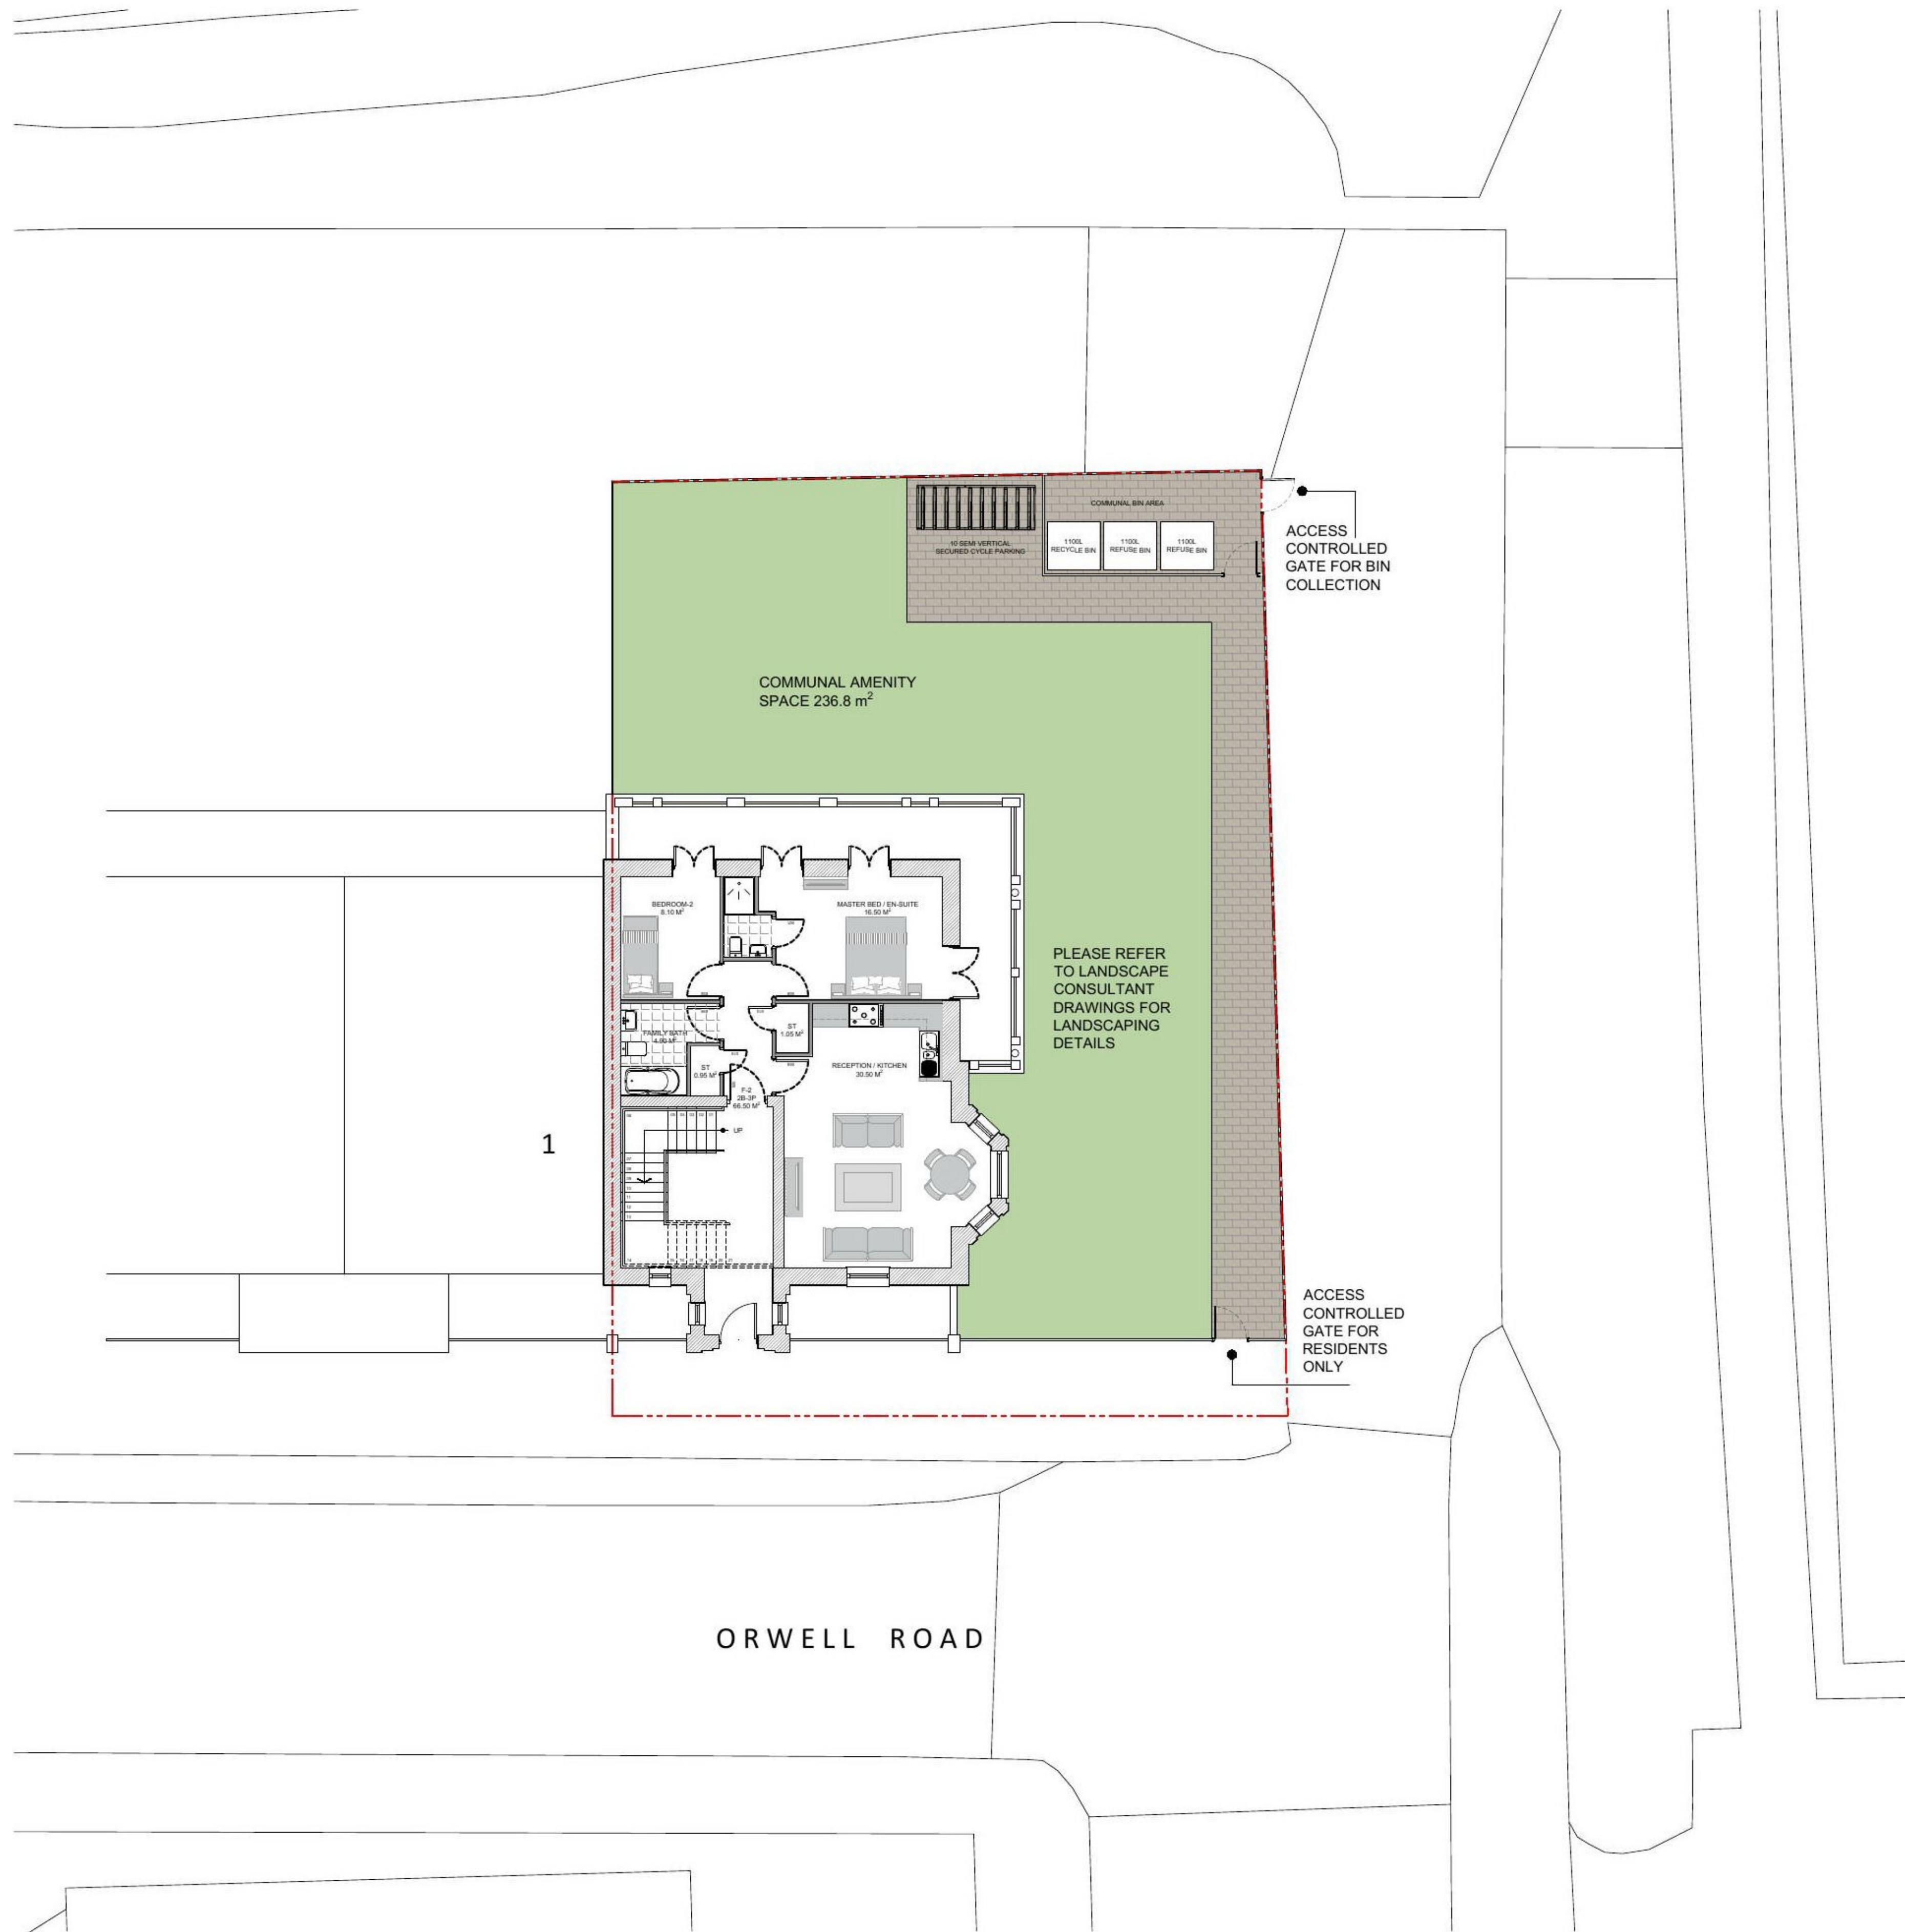 COMMUNAL BIN AREA
10 SEMI VERTICAL
SECURED CYCLE PARKING
1100L
RECYCLE BIN
1100L
REFUSE BIN
1100L
REFUSE BIN
ACCESS
CONTROLLED
GATE FOR BIN
COLLECTION
COMMUNAL AMENITY
SPACE 236.8 m²
BEDROOM-2
8.10 M²
MASTER BED / EN-SUITE
16.50 M²
PLEASE REFER
TO LANDSCAPE
CONSULTANT
DRAWINGS FOR
LANDSCAPING
DETAILS
FAMILY BATH
ST
1.05 M²
ST
0.95 M²
RECEPTION / KITCHEN
30.50 M²
F-2
2B-3P
66.50 M²
UP
1
ACCESS
CONTROLLED
GATE FOR
RESIDENTS
ONLY
ORWELL ROAD